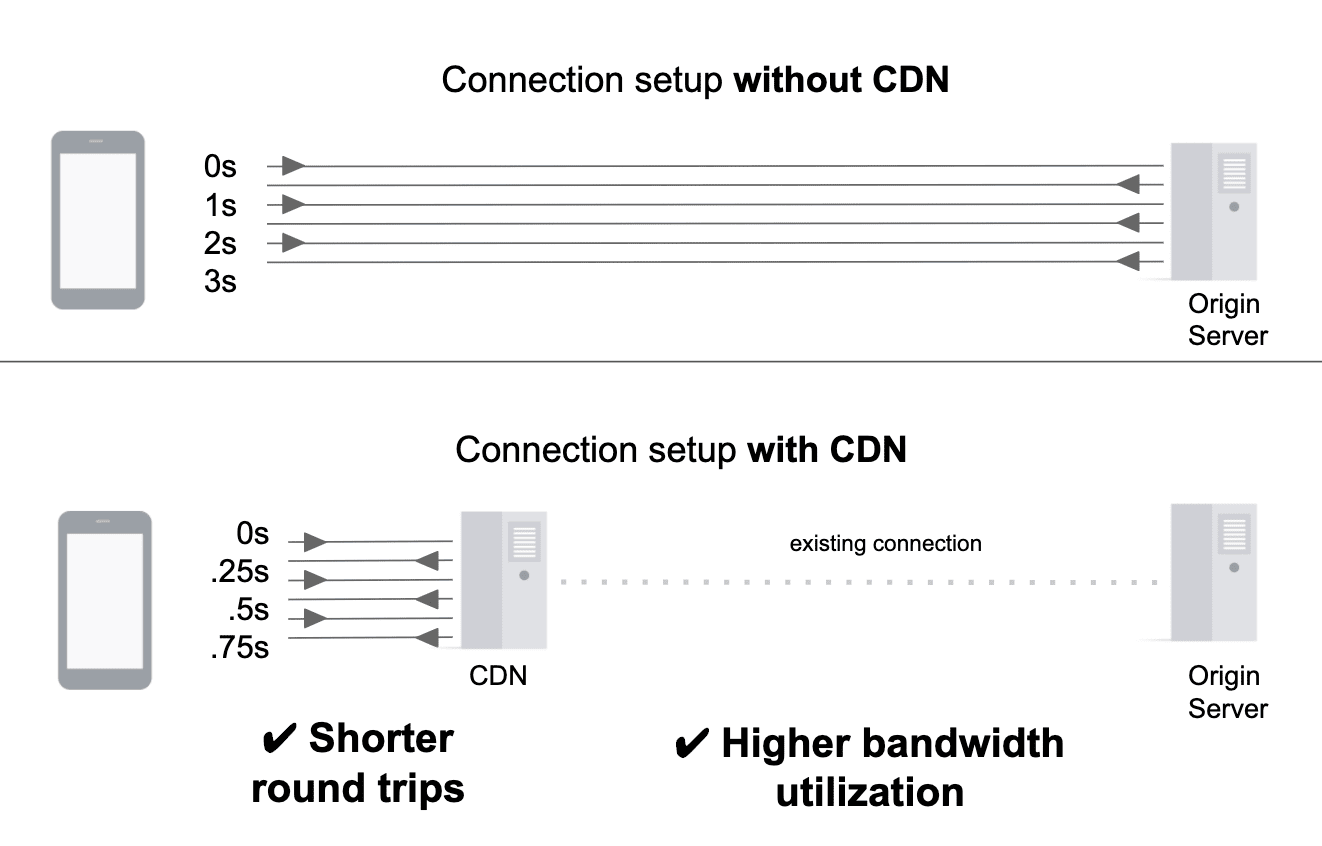 Connection setup without CDN
0s
1s
2s
3s
Origin
Server
Connection setup with CDN
0s
.25s
.5s
.75s
existing connection
CDN
Origin
Server
✔ Shorter
round trips
✔ Higher bandwidth
utilization